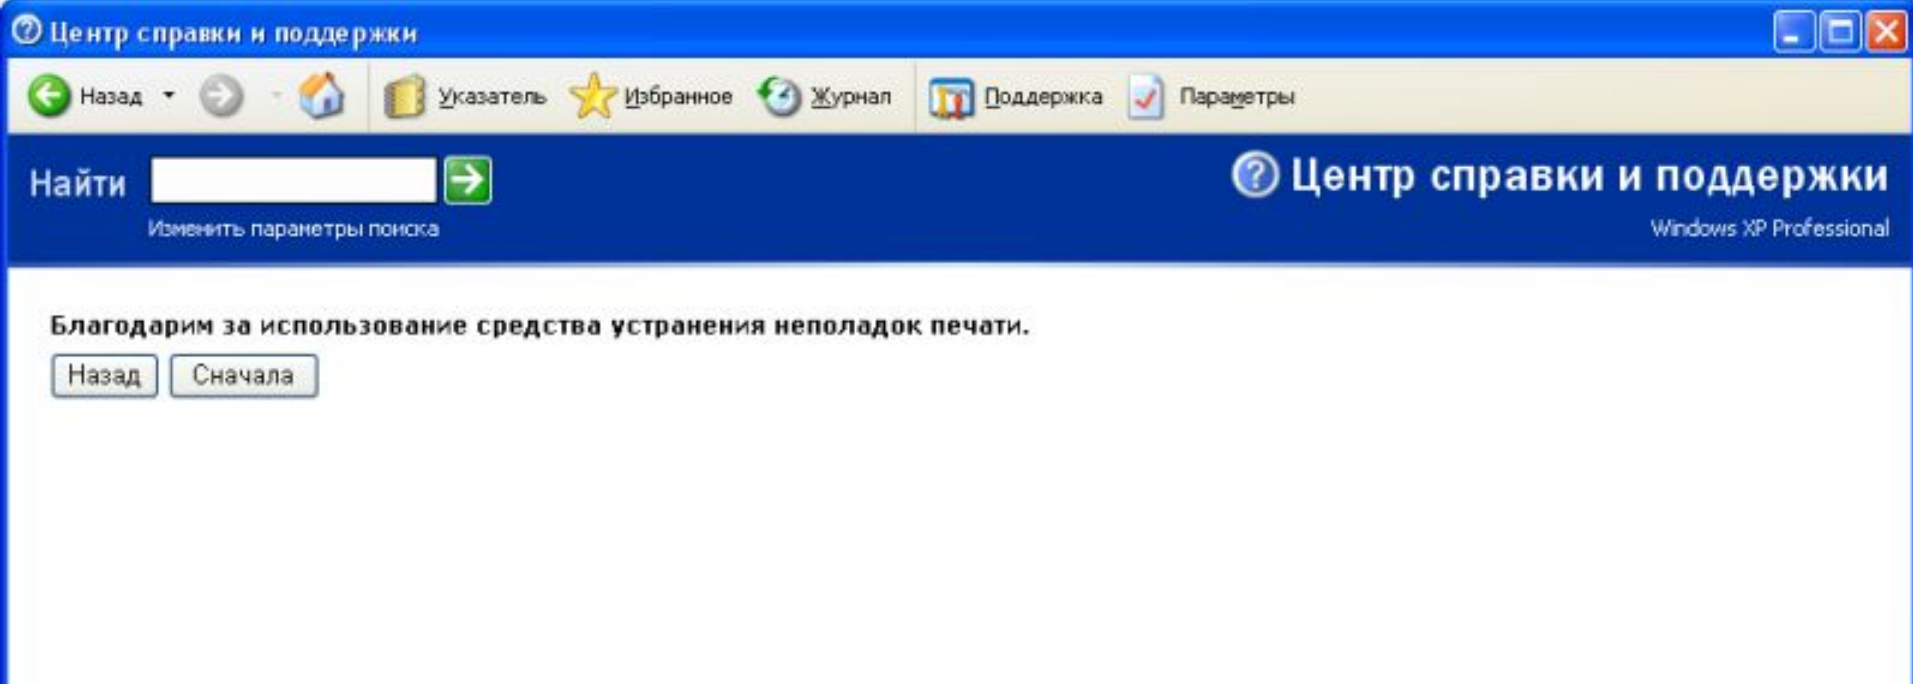 Центр справки и поддержки
Назад Указатель Избранное Журнал Поддержка Параметры
Найти Центр справки и поддержки
Изменить параметры поиска Windows XP Professional
Благодарим за использование средства устранения неполадок печати.
Назад Сначала